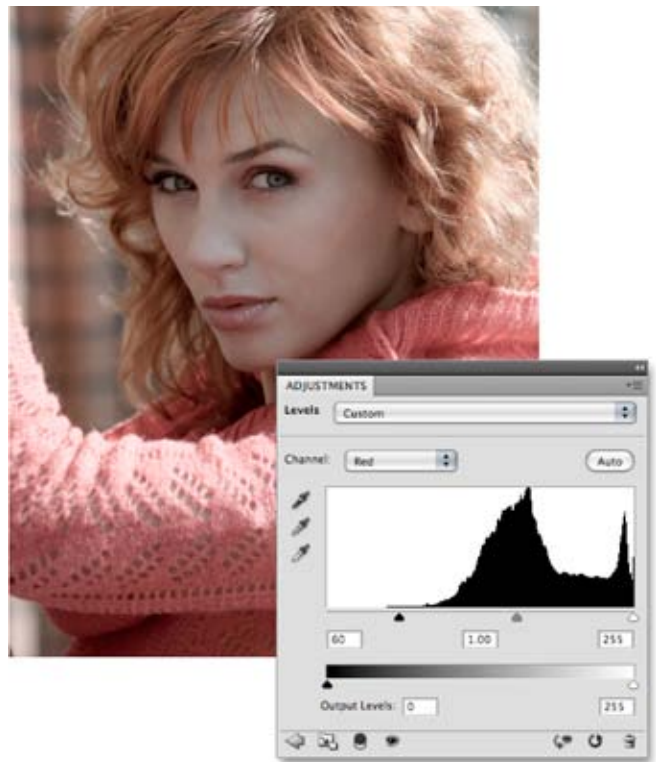 ADJUSTMENTS
Levels Custom
Channel: Red Auto
60 1.00 255
Output Levels: 0 255